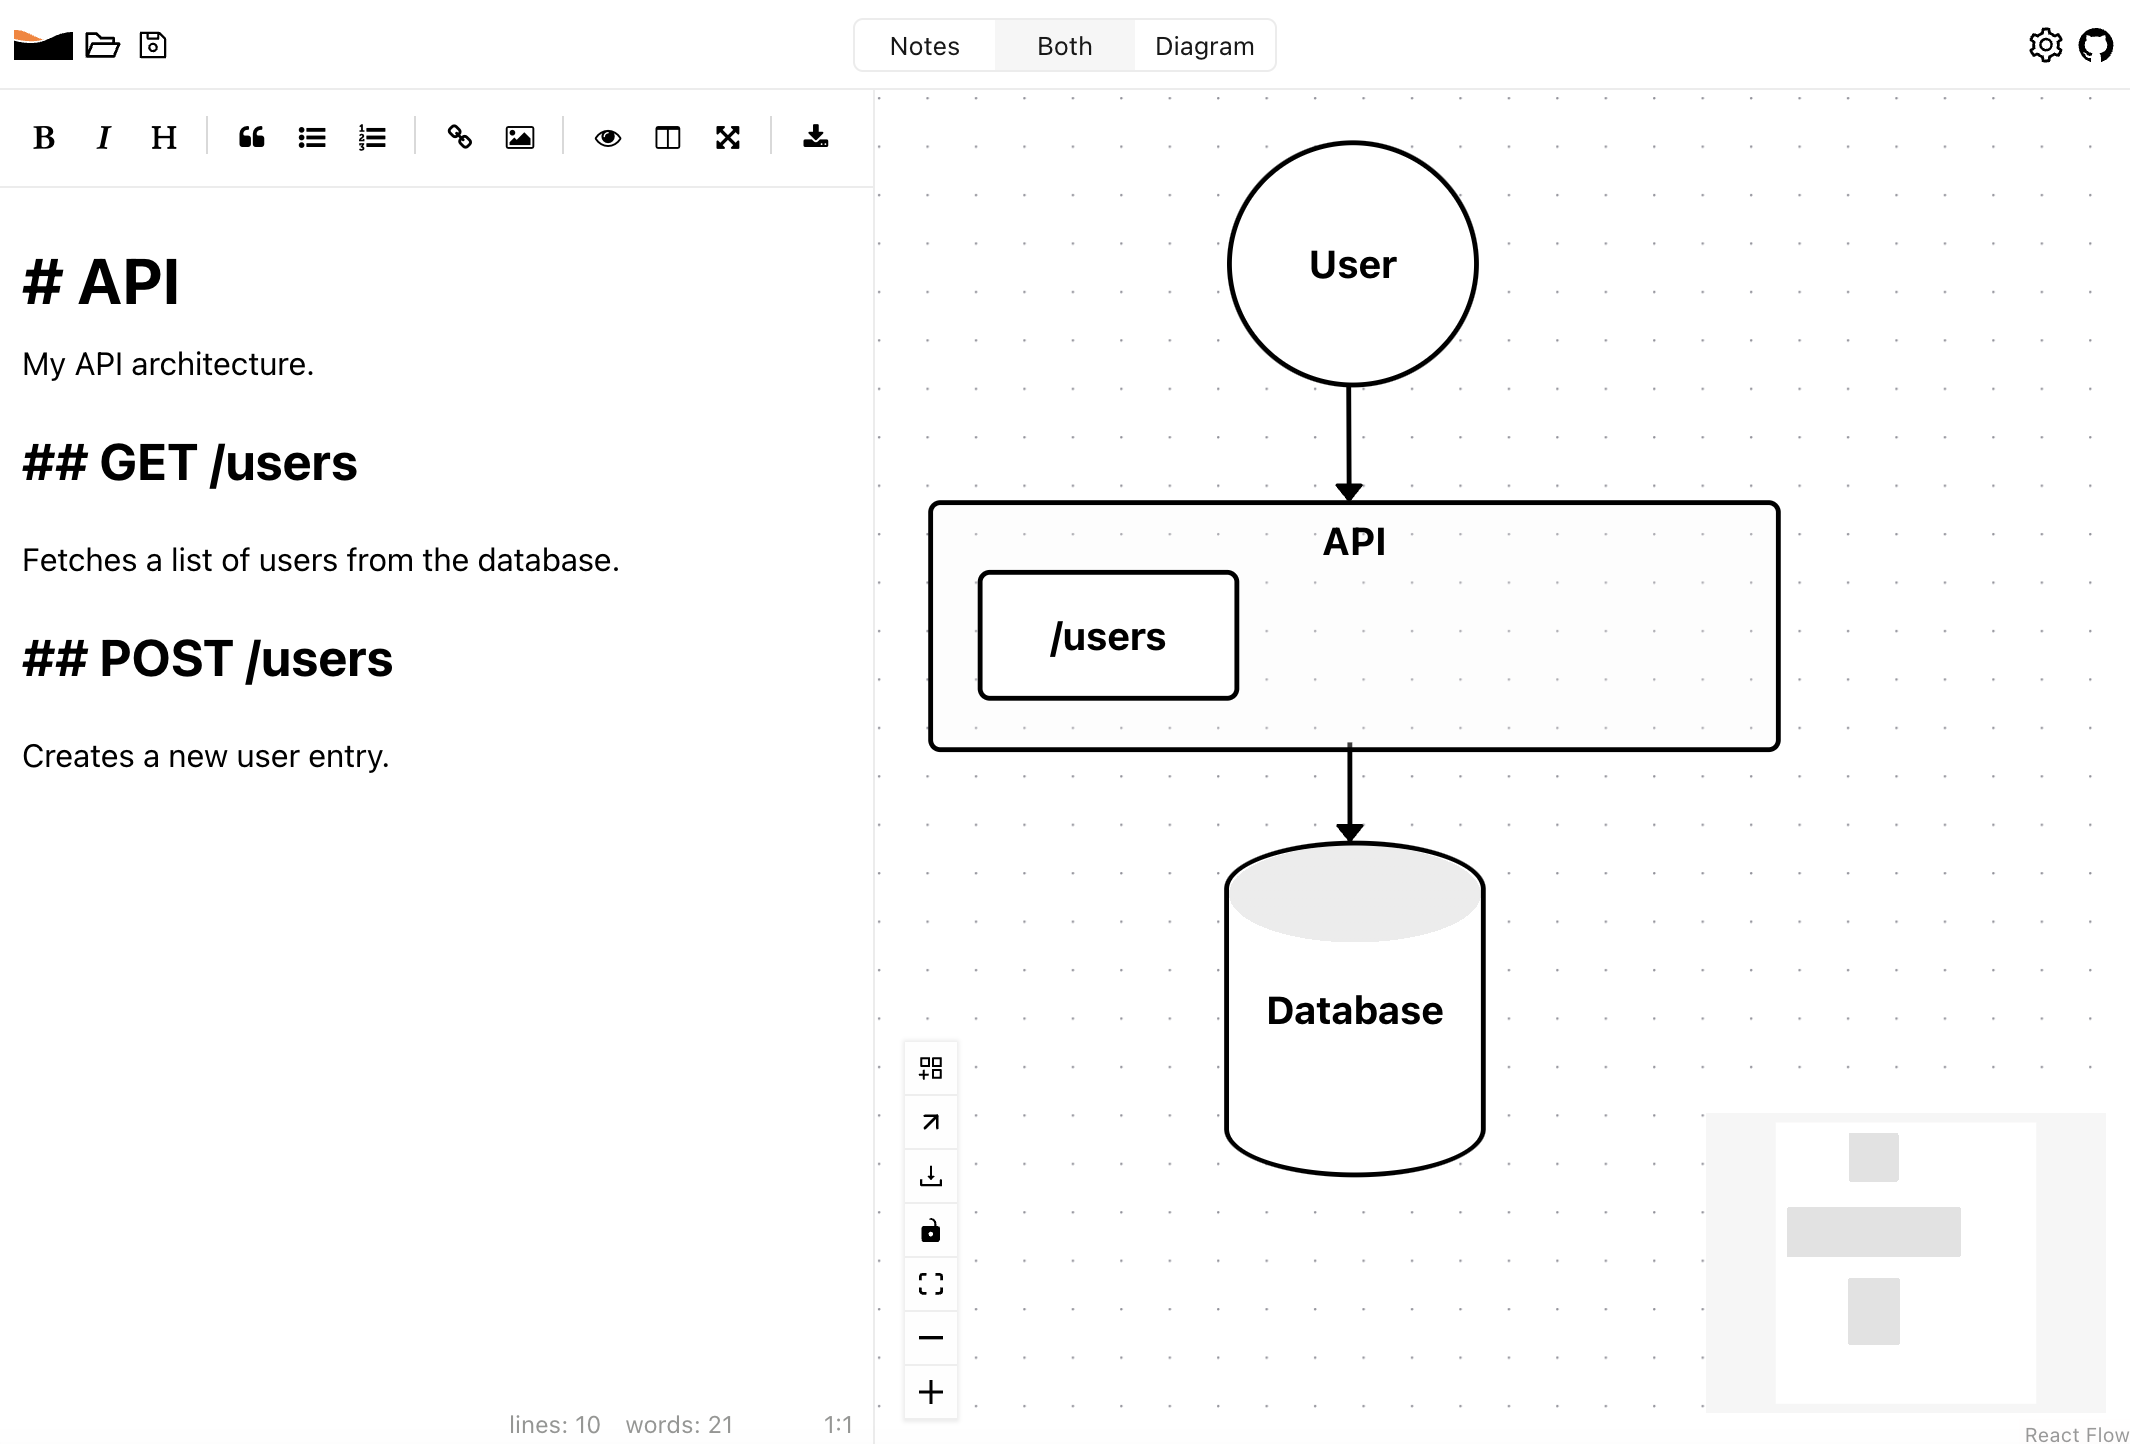 Notes Both Diagram
B I H
# API
My API architecture.
## GET /users
Fetches a list of users from the database.
## POST /users
Creates a new user entry.
lines: 10 words: 21 1:1
User
API
/users
Database
React Flow